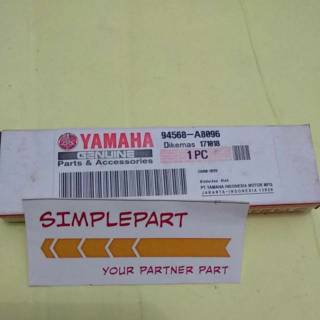 YAMAHA
GENUINE
Parts & Accessories
94568-A8096
Dikemas 171018
1 PC
PT YAMAHA INDONESIA MOTOR MFG
JAKARTA-INDONESIA 13920
SIMPLEPART
YOUR PARTNER PART